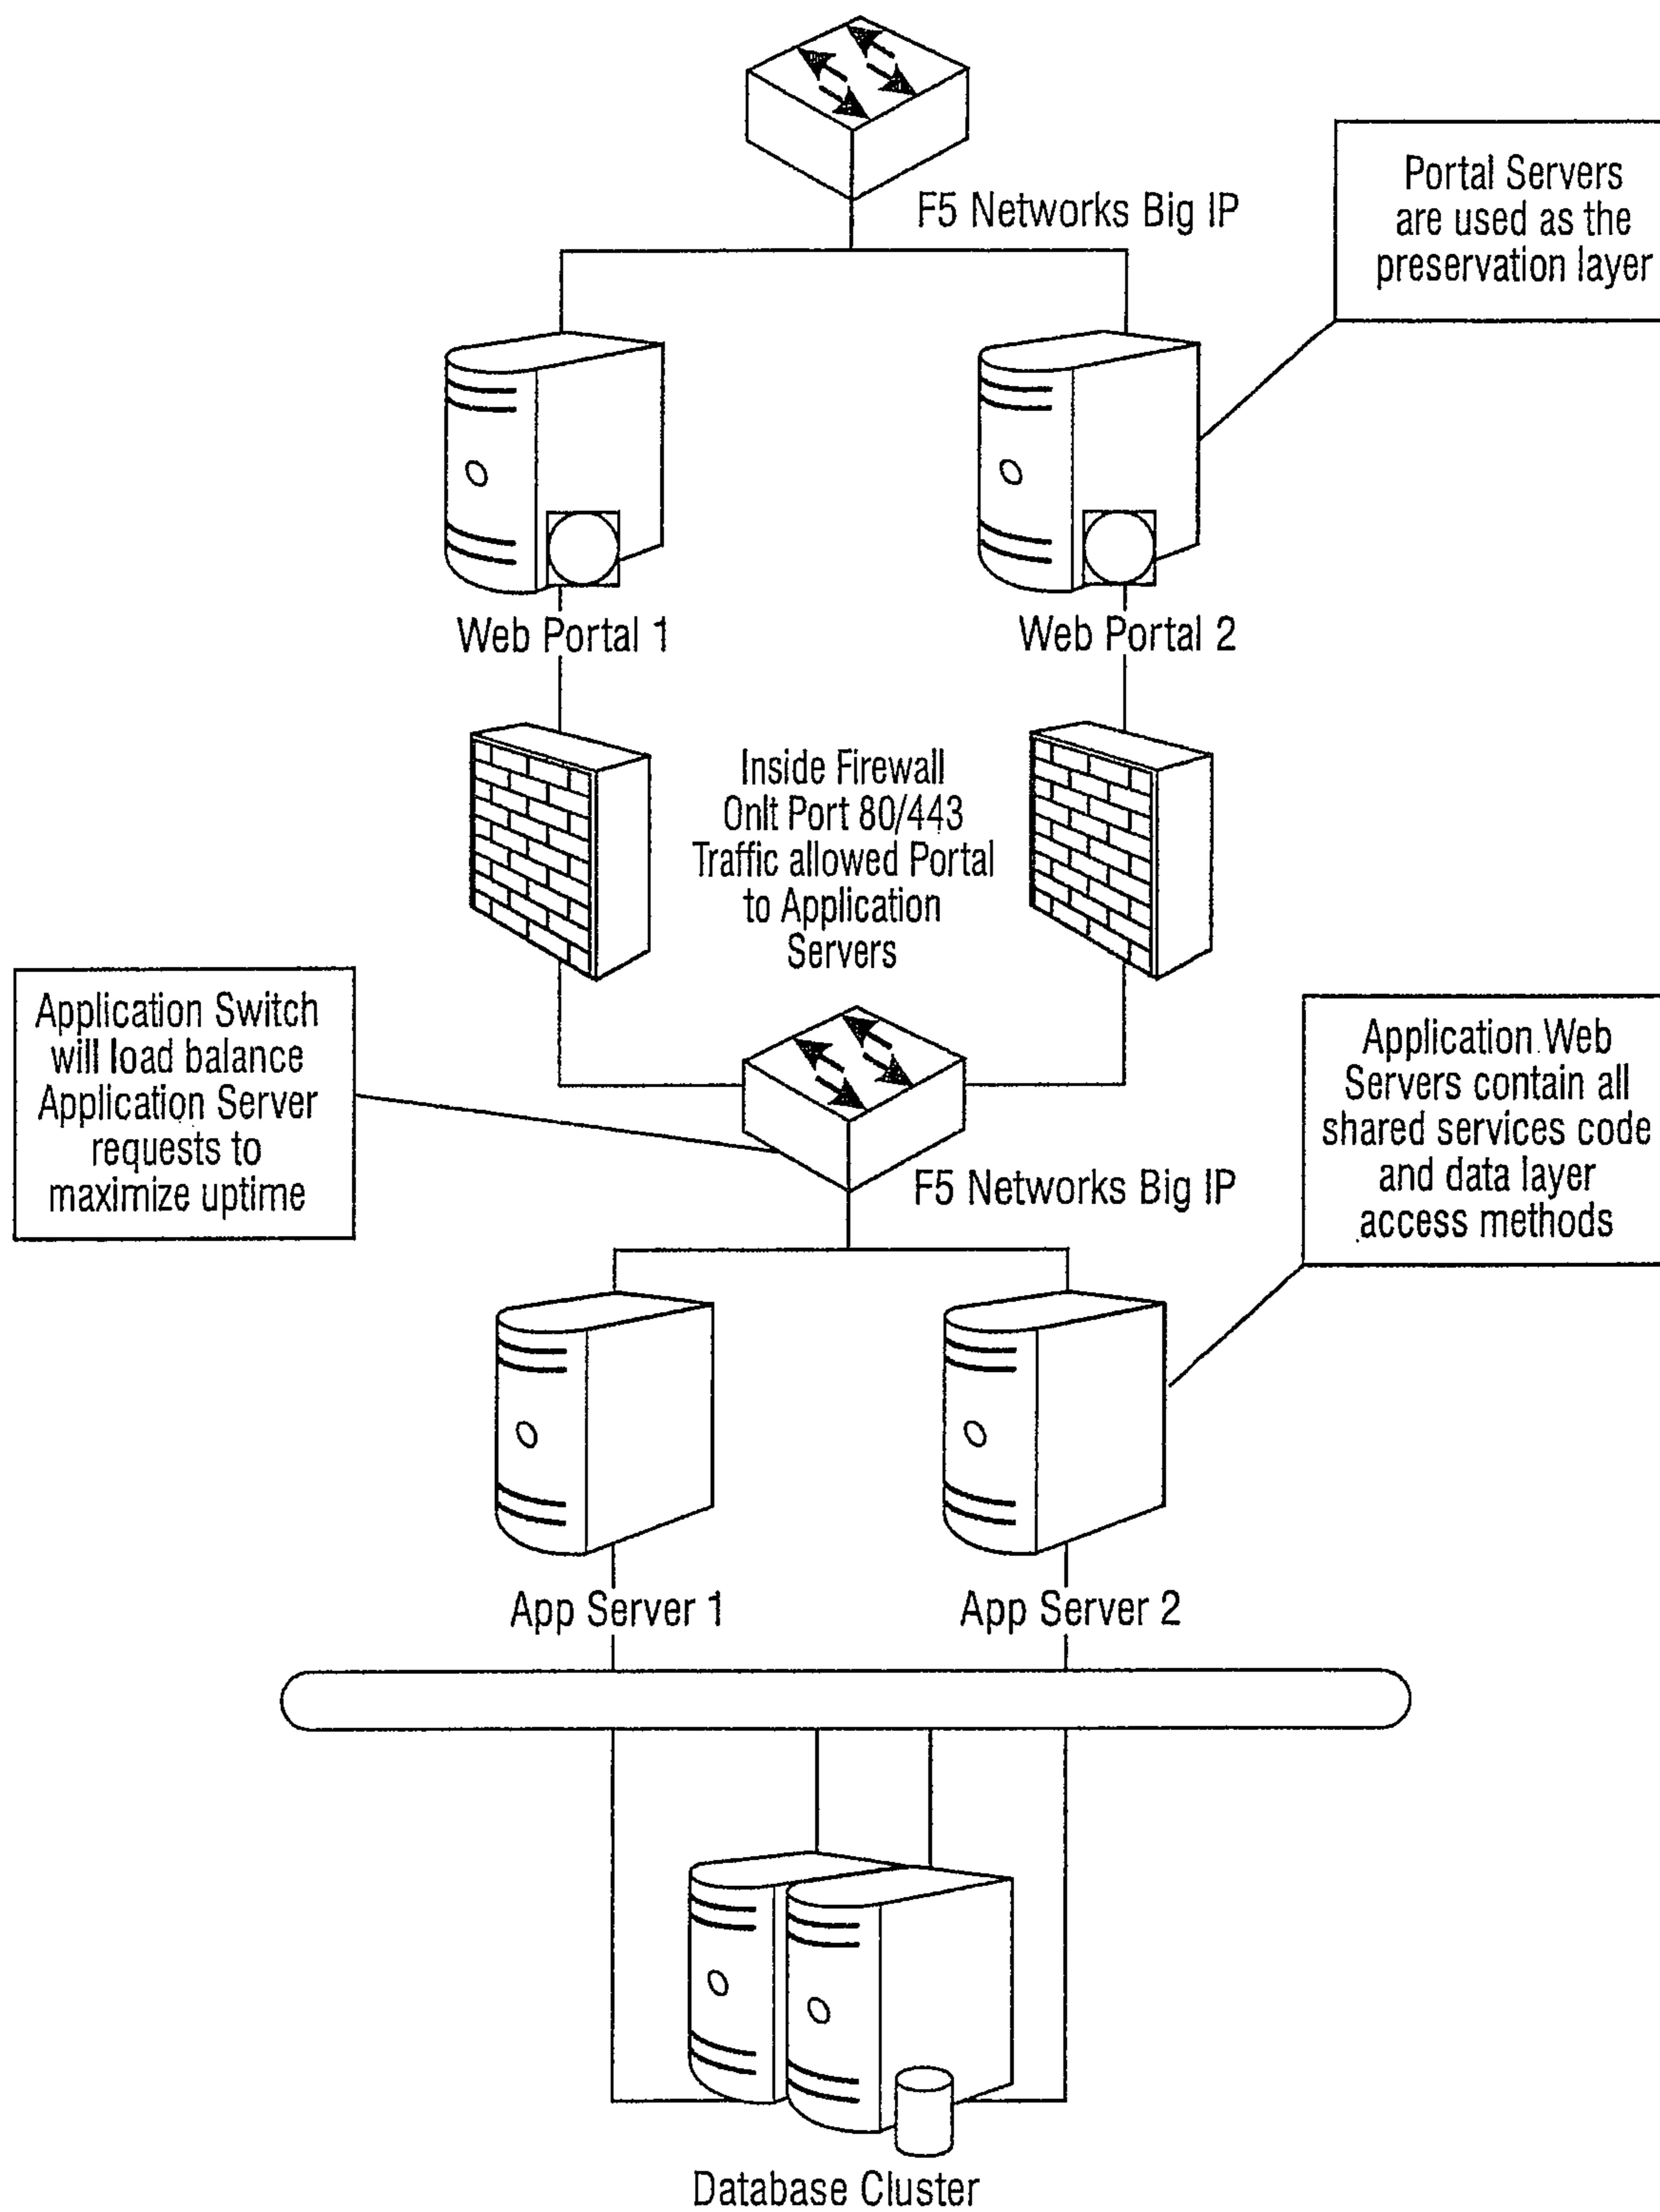 F5 Networks Big IP
Portal Servers
are used as the
preservation layer
Web Portal 1
Web Portal 2
Inside Firewall
Onlt Port 80/443
Traffic allowed Portal
to Application
Servers
Application Switch
will load balance
Application Server
requests to
maximize uptime
F5 Networks Big IP
Application Web
Servers contain all
shared services code
and data layer
access methods
App Server 1
App Server 2
Database Cluster